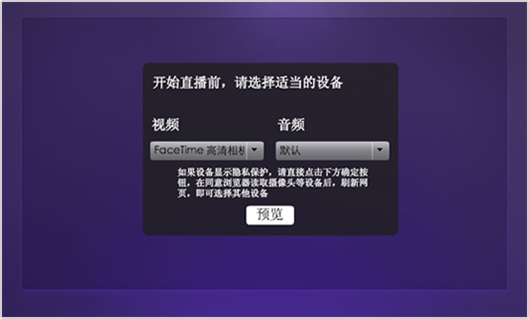 开始直播前，请选择适当的设备
视频 音频
FaceTime 高清相机 默认
如果设备显示隐私保护，请直接点击下方确定按
钮，在同意浏览器读取摄像头等设备后，刷新网
页，即可选择其他设备
预览